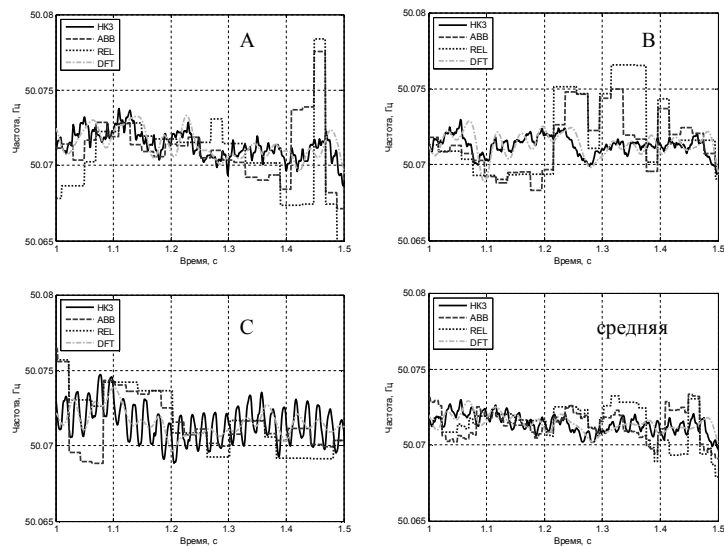 50.08
50.075
50.07
50.065
Частота, Гц
НКЗ
ABB
REL
DFT
A
1
1.1
1.2
1.3
1.4
1.5
Время, с
50.08
50.075
50.07
50.065
Частота, Гц
НКЗ
ABB
REL
DFT
B
1
1.1
1.2
1.3
1.4
1.5
Время, с
50.08
50.075
50.07
50.065
Частота, Гц
НКЗ
ABB
REL
DFT
C
1
1.1
1.2
1.3
1.4
1.5
Время, с
50.08
50.075
50.07
50.065
Частота, Гц
НКЗ
ABB
REL
DFT
средняя
1
1.1
1.2
1.3
1.4
1.5
Время, с